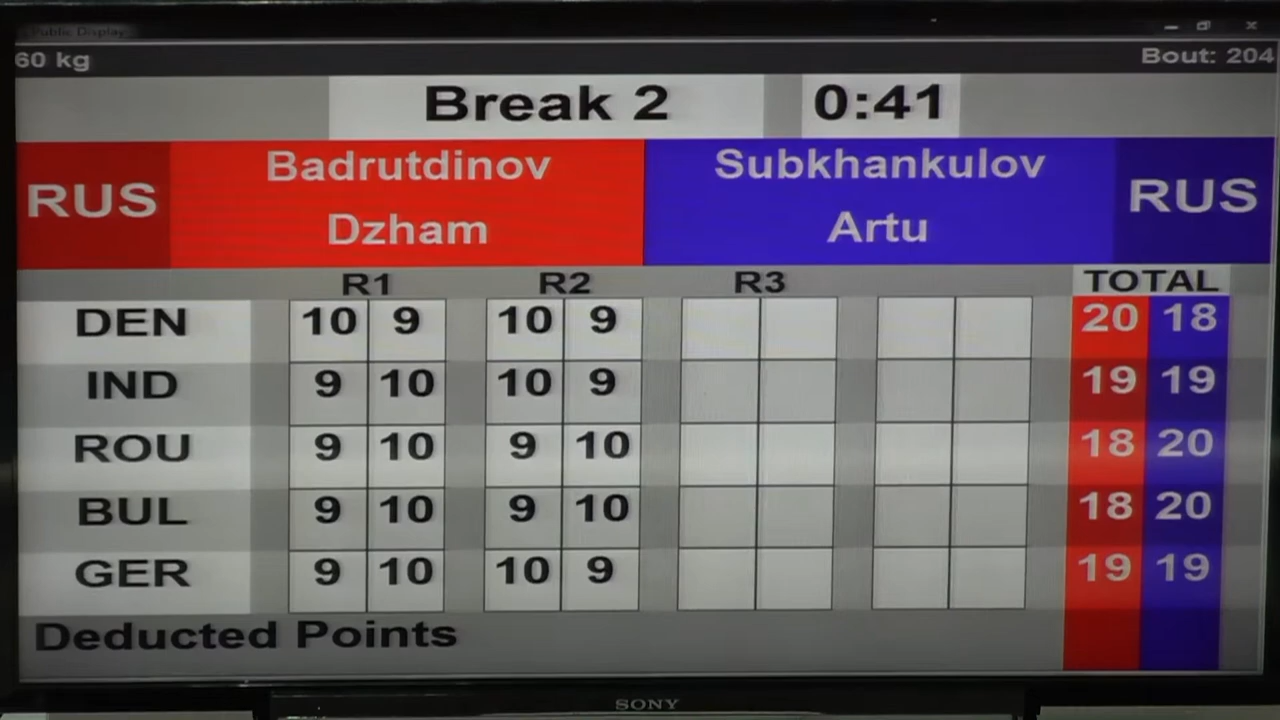 Public Display
60 kg Bout: 204
Break 2 0:41
RUS Badrutdinov Dzham Subkhankulov Artu RUS
R1 R2 R3 TOTAL
DEN 10 9 10 9 20 18
IND 9 10 10 9 19 19
ROU 9 10 9 10 18 20
BUL 9 10 9 10 18 20
GER 9 10 10 9 19 19
Deducted Points
SONY